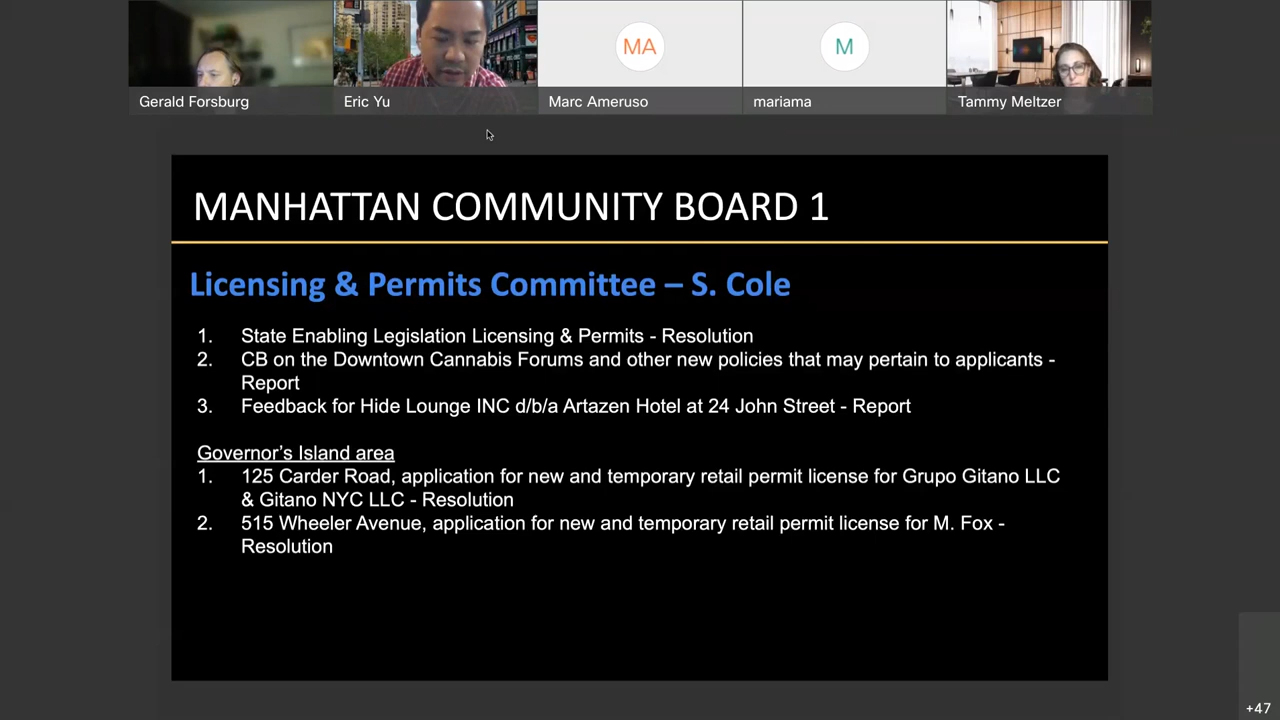 MA
M
Gerald Forsburg
Eric Yu
Marc Ameruso
mariama
Tammy Meltzer
MANHATTAN COMMUNITY BOARD 1
Licensing & Permits Committee – S. Cole
1. State Enabling Legislation Licensing & Permits - Resolution
2. CB on the Downtown Cannabis Forums and other new policies that may pertain to applicants -
Report
3. Feedback for Hide Lounge INC d/b/a Artazen Hotel at 24 John Street - Report
Governor's Island area
1. 125 Carder Road, application for new and temporary retail permit license for Grupo Gitano LLC
& Gitano NYC LLC - Resolution
2. 515 Wheeler Avenue, application for new and temporary retail permit license for M. Fox -
Resolution
+47